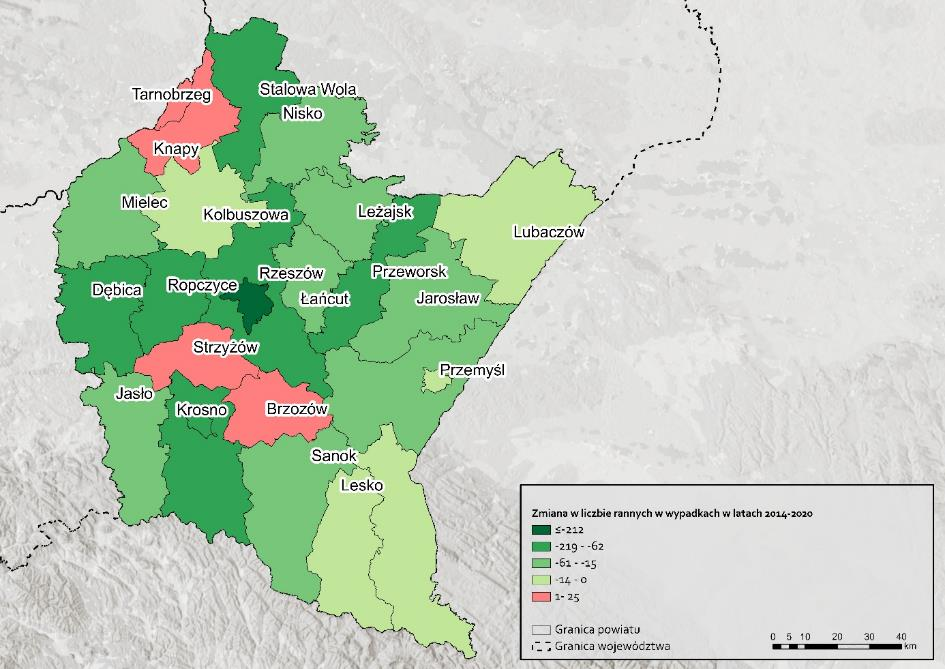 Tarnobrzeg
Stalowa Wola
Nisko
Knapy
Mielec
Kolbuszowa
Leżajsk
Lubaczów
Dębica
Ropczyce
Rzeszów
Przeworsk
Łańcut
Jarosław
Strzyżów
Przemyśl
Jasło
Krosno
Brzozów
Sanok
Lesko
Zmiana w liczbie rannych w wypadkach w latach 2014-2020
≤-212
-219 - -62
-61 - -15
-14 - 0
1- 25
Granica powiatu
Granica województwa
0 5 10 20 30 40
km